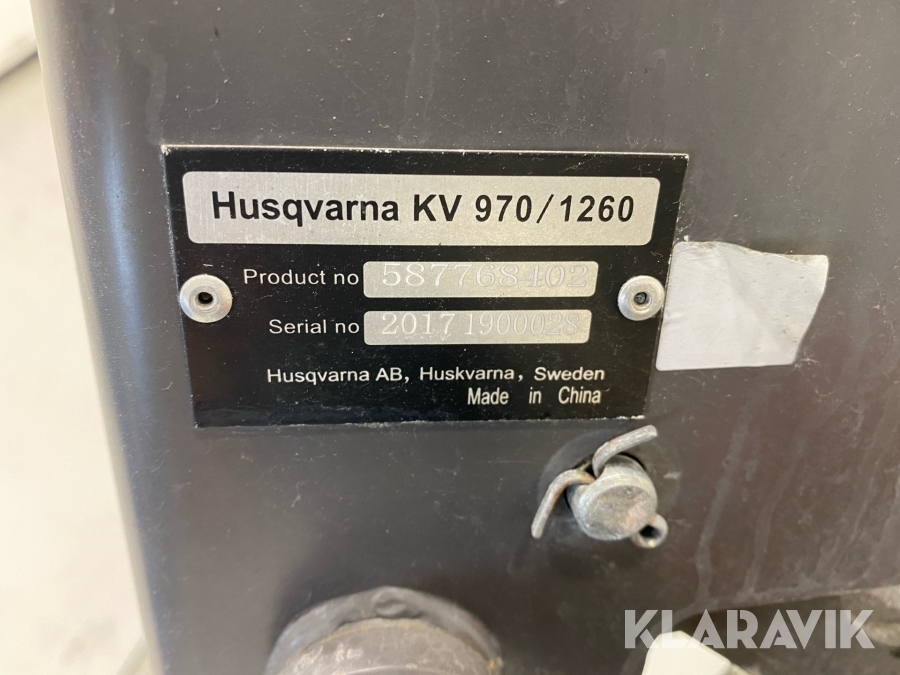 Husqvarna KV 970/1260
Product no 587768402
Serial no 20171900028
Husqvarna AB, Huskvarna, Sweden
Made in China
KLARAVIK